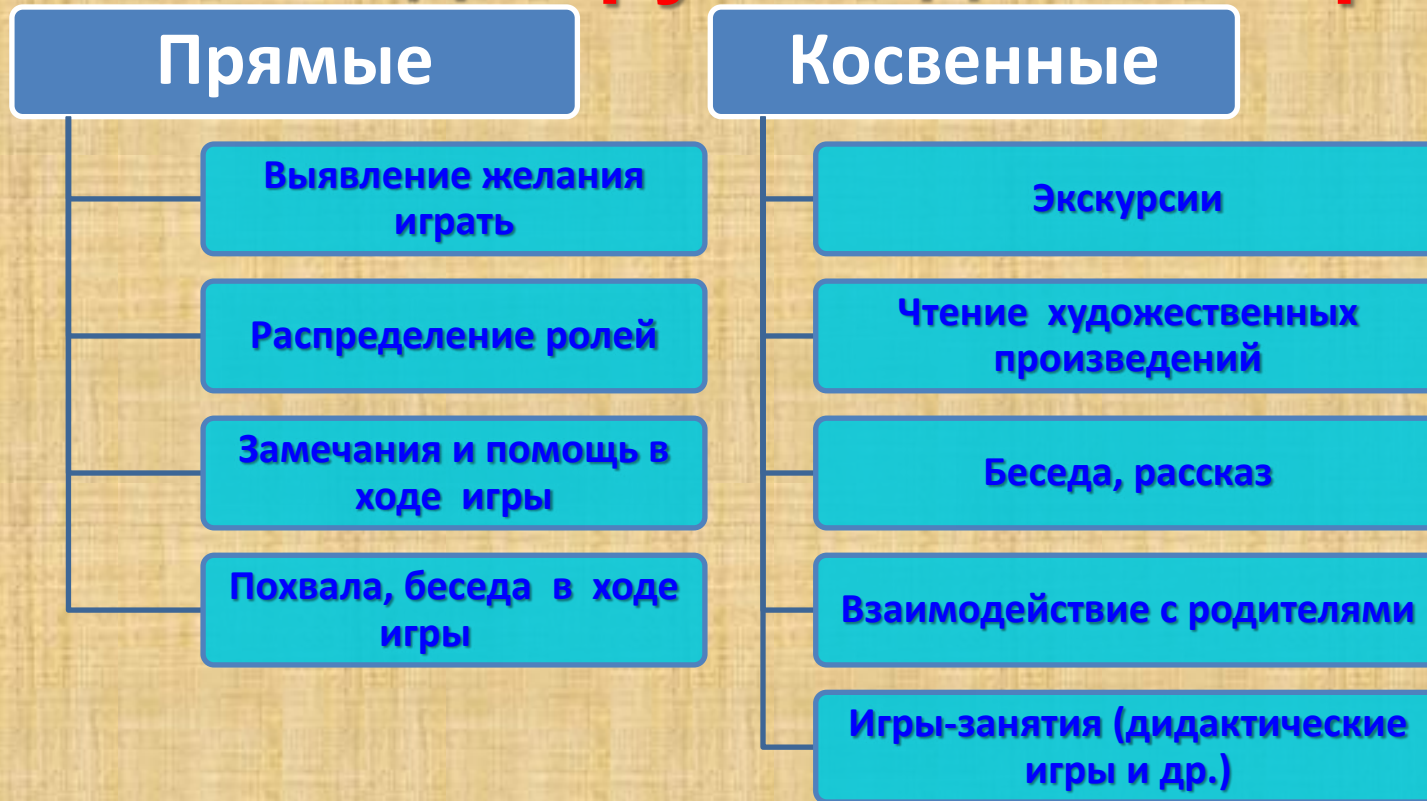 Прямые
Выявление желания
играть
Распределение ролей
Замечания и помощь в
ходе игры
Похвала, беседа в ходе
игры
Косвенные
Экскурсии
Чтение художественных
произведений
Беседа, рассказ
Взаимодействие с родителями
Игры-занятия (дидактические
игры и др.)